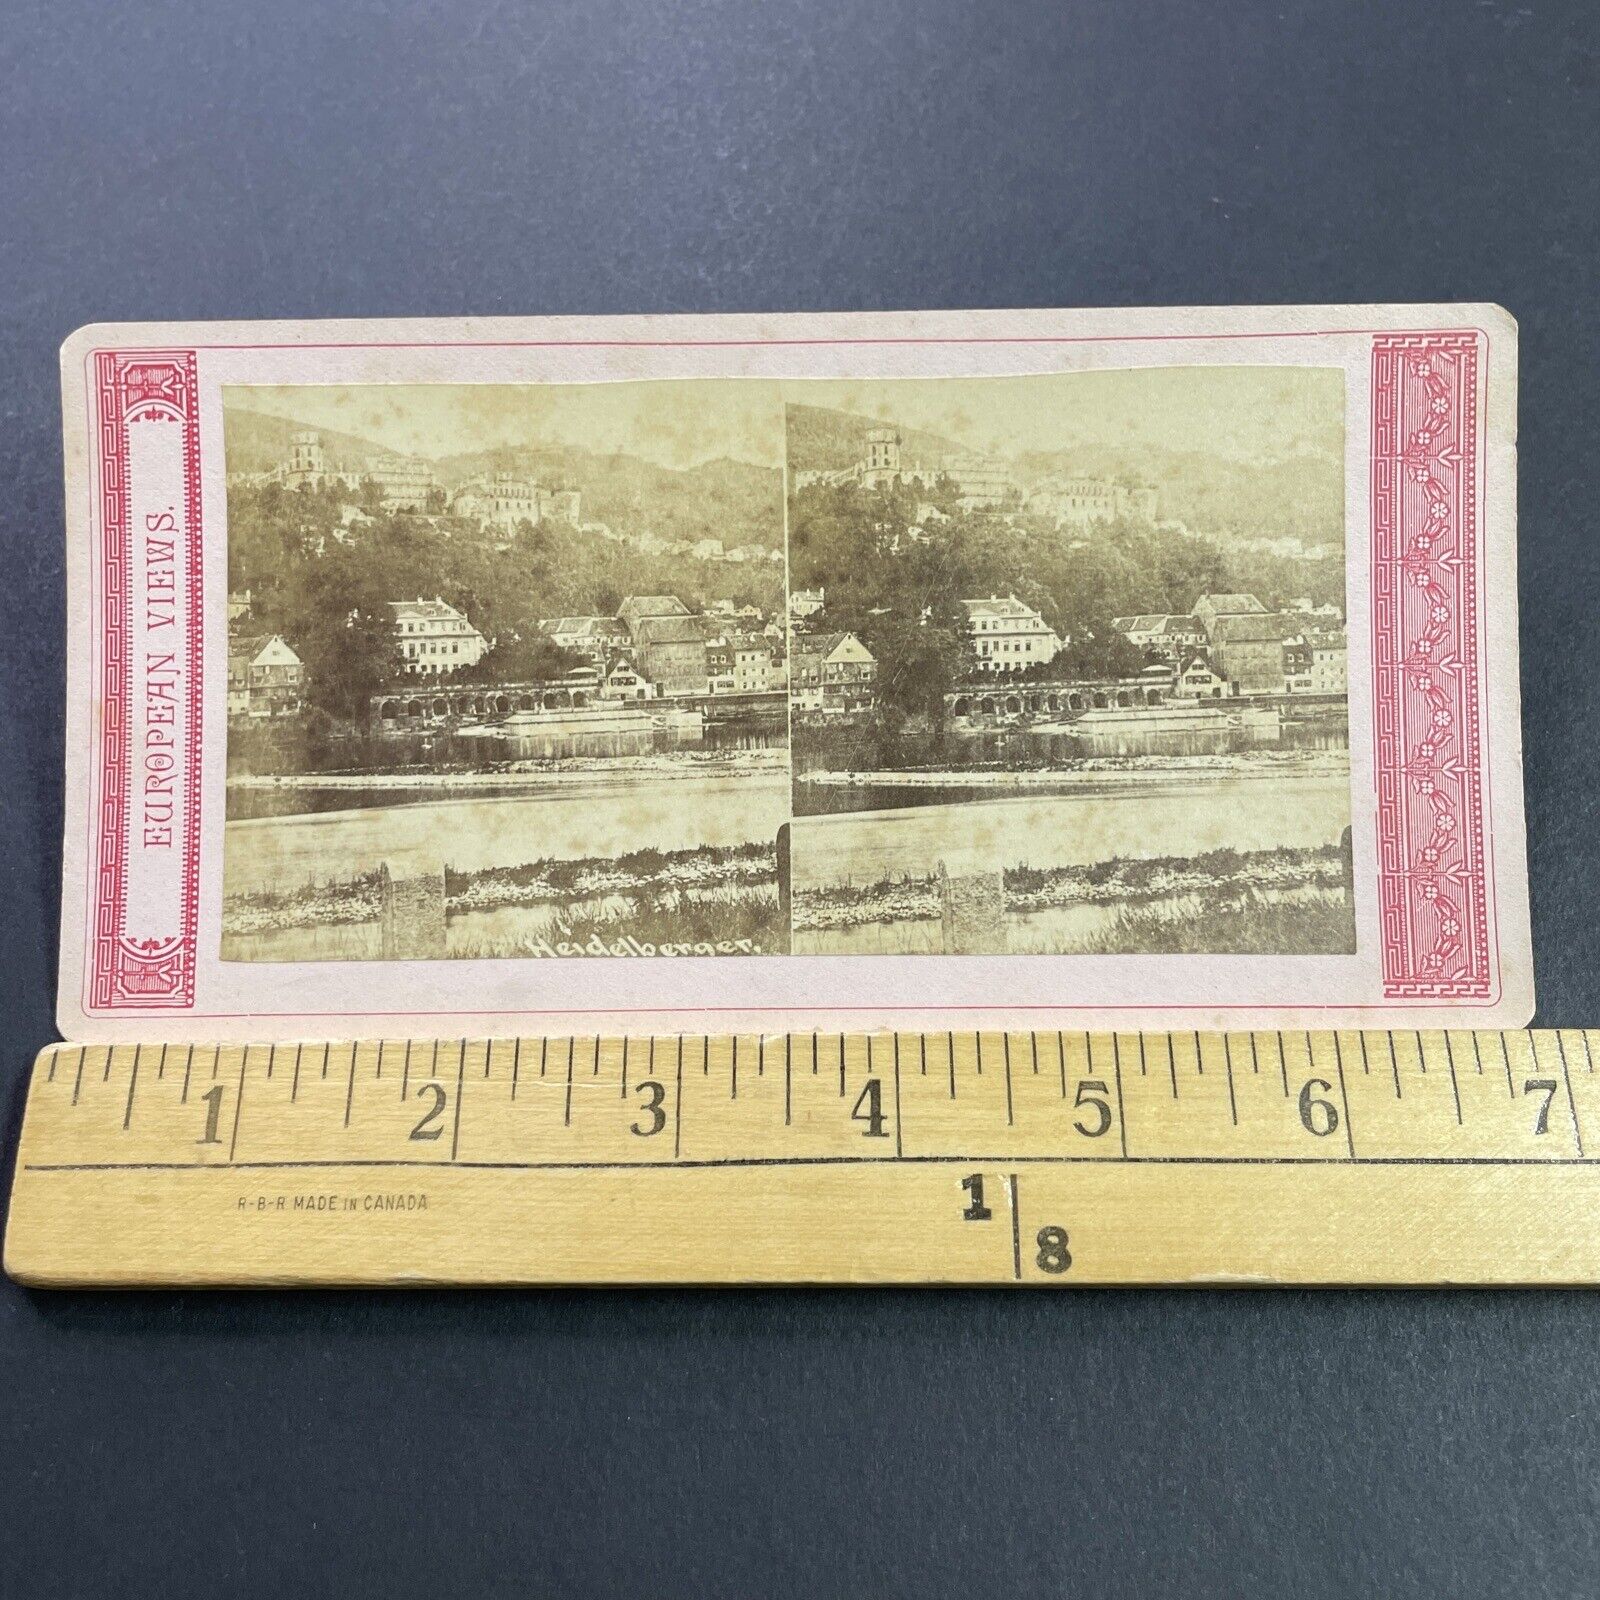 EUROPEAN VIEWS.
Heidelberger.
1 2 3 4 5 6 7
R-B-R MADE IN CANADA
1
8